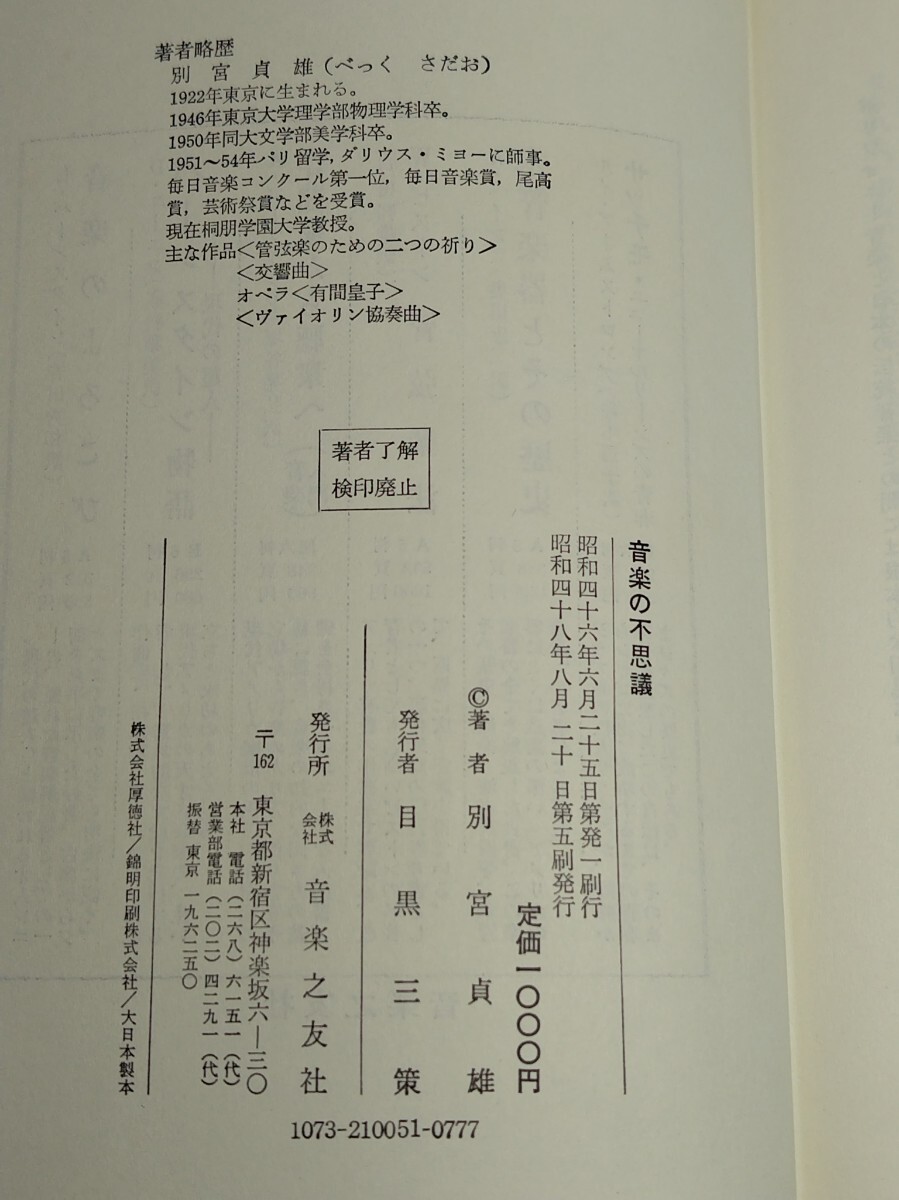 著者略歴
別宮貞雄(べっく さだお)
1922年東京に生まれる。
1946年東京大学理学部物理学科卒。
1950年同大文学部美学科卒。
1951〜54年パリ留学,ダリウス・ミヨーに師事。
毎日音楽コンクール第一位,毎日音楽賞,尾高
賞,芸術祭賞などを受賞。
現在桐朋学園大学教授。
主な作品<管弦楽のための二つの祈り>
<交響曲>
オペラ<有間皇子>
<ヴァイオリン協奏曲>
著者了解
検印廃止
音楽の不思議
昭和四十六年六月二十五日第発一刷行
昭和四十八年八月二十日第五刷発行
定価一〇〇〇円
©著者 別宮貞雄
発行者 目黒三策
発行所 株式会社 音楽之友社
〒162 東京都新宿区神楽坂六―三〇
本社 電話(二六八)六一五一(代)
営業部電話(二〇二)四二九一(代)
振替 東京 一九六二五〇
株式会社厚徳社/錦明印刷株式会社/大日本製本
1073-210051-0777